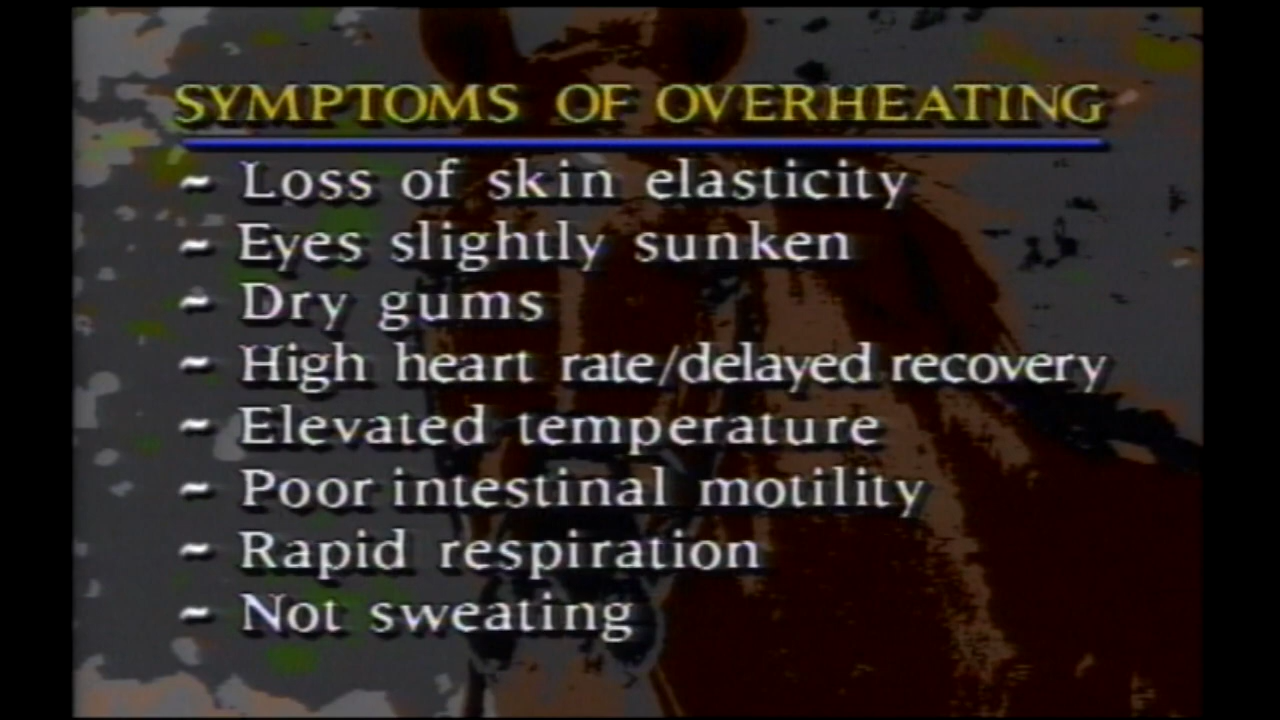 SYMPTOMS OF OVERHEATING
~ Loss of skin elasticity
~ Eyes slightly sunken
~ Dry gums
~ High heart rate/delayed recovery
~ Elevated temperature
~ Poor intestinal motility
~ Rapid respiration
~ Not sweating